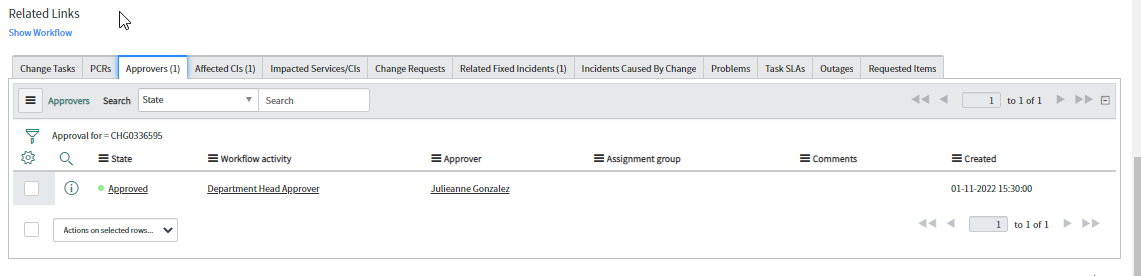 Related Links
Show Workflow
Change Tasks PCRs Approvers (1) Affected CIs (1) Impacted Services/CIs Change Requests Related Fixed Incidents (1) Incidents Caused By Change Problems Task SLAs Outages Requested Items
Approvers Search State Search 1 to 1 of 1
Approval for = CHG0336595
State Workflow activity Approver Assignment group Comments Created
Approved Department Head Approver Julieanne Gonzalez 01-11-2022 15:30:00
Actions on selected rows... 1 to 1 of 1